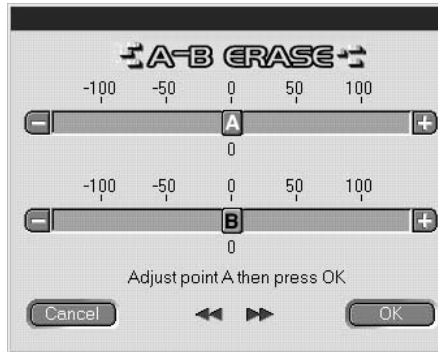 A-B ERASE
-100 -50 0 50 100
- A +
0
-100 -50 0 50 100
- B +
0
Adjust point A then press OK
Cancel OK